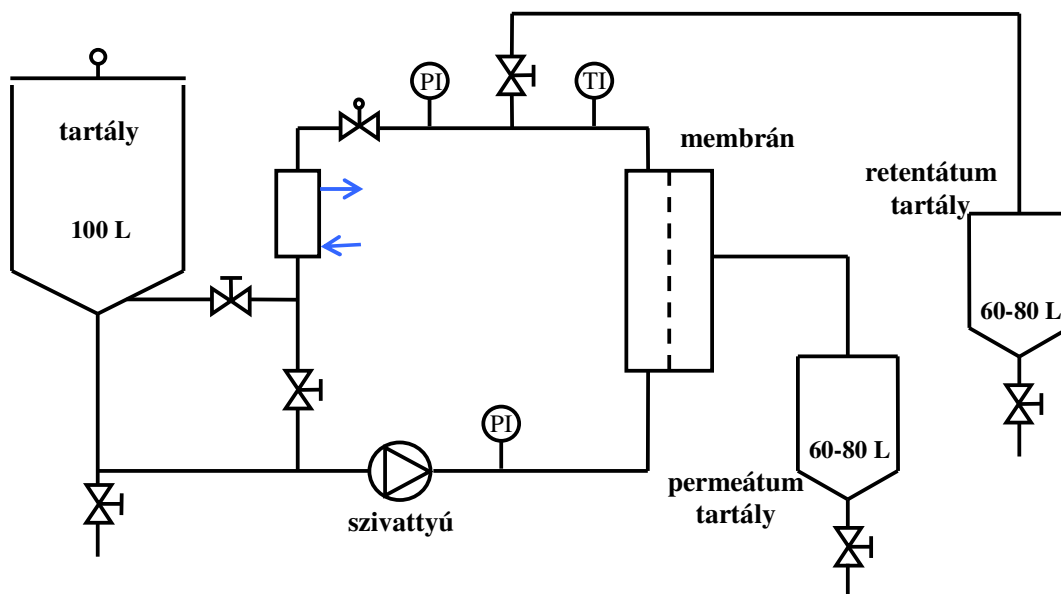 PI
TI
tartály
membrán
retentátum
tartály
100 L
60-80 L
PI
60-80 L
permeátum
tartály
szivattyú